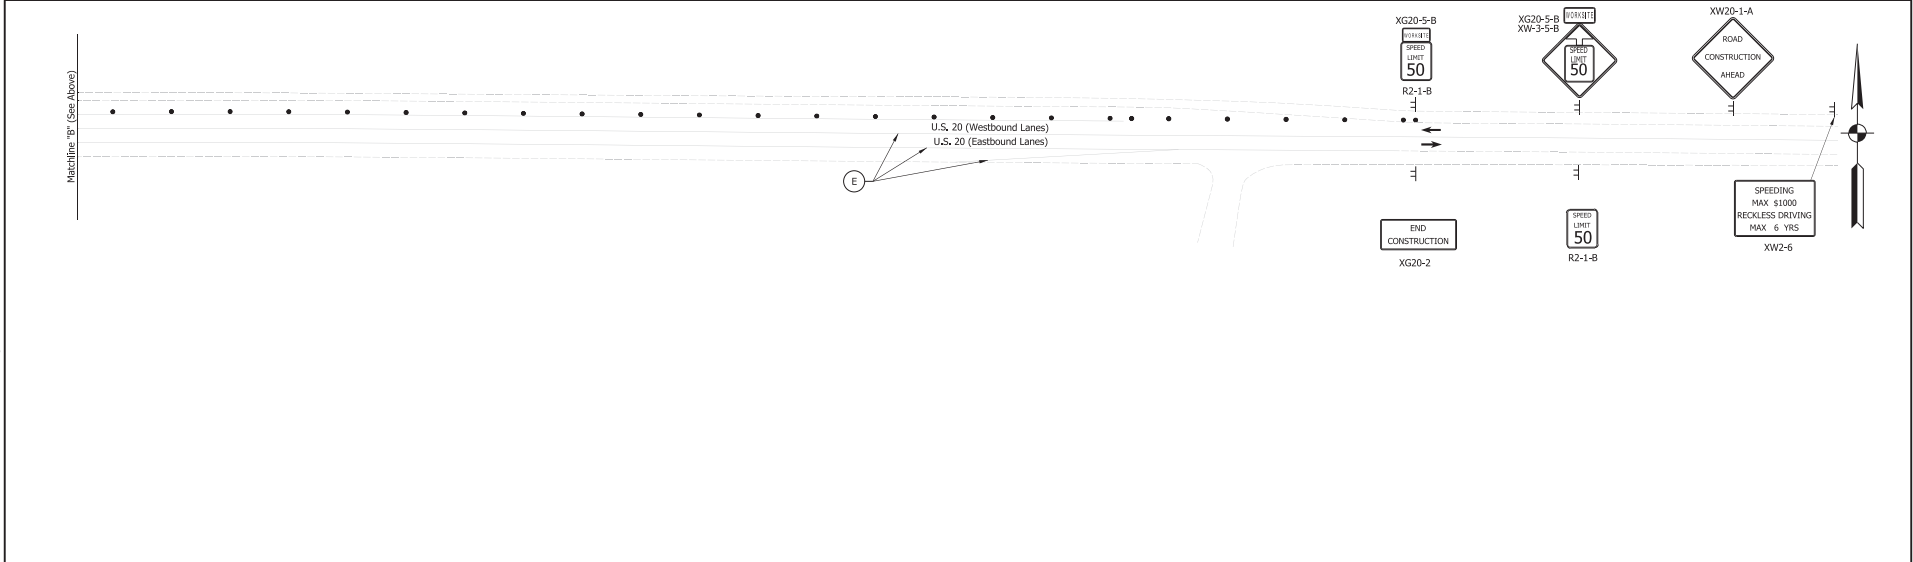 XG20-5-B
WORKSITE
SPEED
LIMIT
50
R2-1-B
XG20-5-B
XW-3-5-B
WORKSITE
SPEED
LIMIT
50
XW20-1-A
ROAD
CONSTRUCTION
AHEAD
Matchline "B" (See Above)
U.S. 20 (Westbound Lanes)
U.S. 20 (Eastbound Lanes)
E
END
CONSTRUCTION
XG20-2
SPEED
LIMIT
50
R2-1-B
SPEEDING
MAX $1000
RECKLESS DRIVING
MAX 6 YRS
XW2-6